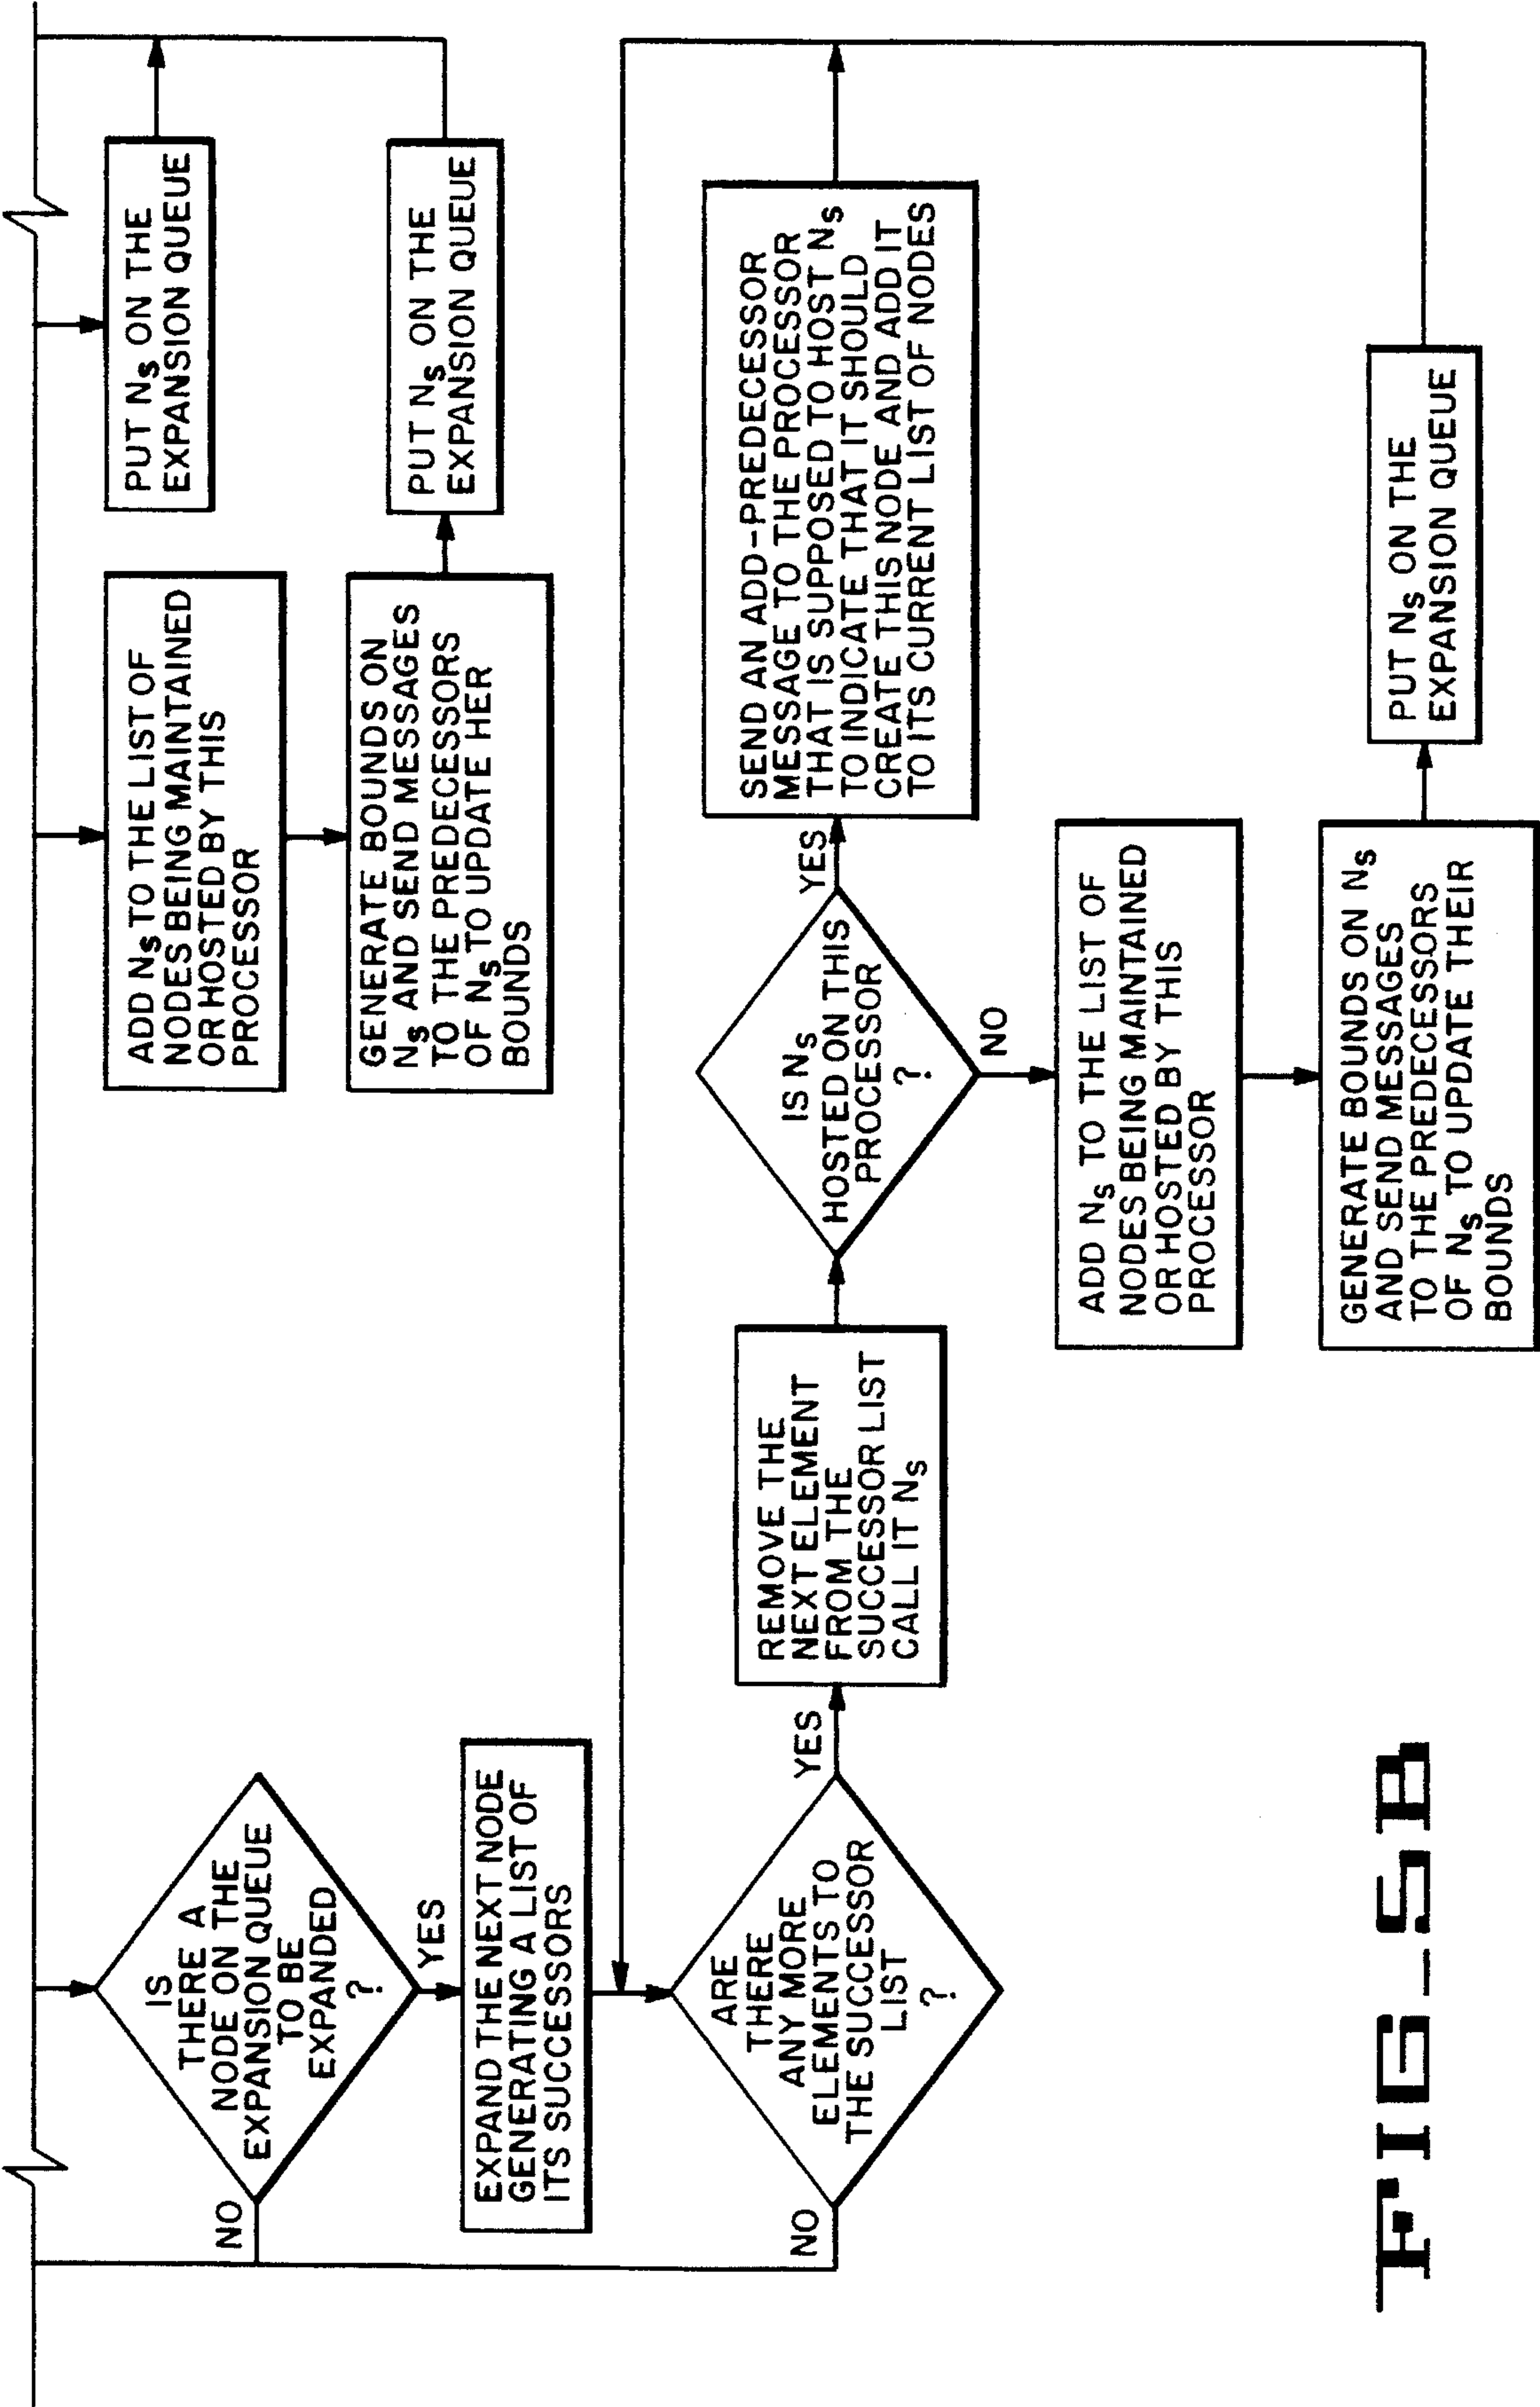 IS
THERE A
NODE ON THE
EXPANSION QUEUE
TO BE
EXPANDED
?
NO
YES
EXPAND THE NEXT NODE
GENERATING A LIST OF
ITS SUCCESSORS
ADD Ns TO THE LIST OF
NODES BEING MAINTAINED
OR HOSTED BY THIS
PROCESSOR
GENERATE BOUNDS ON
Ns AND SEND MESSAGES
TO THE PREDECESSORS
OF Ns TO UPDATE HER
BOUNDS
PUT Ns ON THE
EXPANSION QUEUE
PUT Ns ON THE
EXPANSION QUEUE
ARE
THERE
ANY MORE
ELEMENTS TO
THE SUCCESSOR
LIST
?
NO
YES
REMOVE THE
NEXT ELEMENT
FROM THE
SUCCESSOR LIST
CALL IT Ns
IS Ns
HOSTED ON THIS
PROCESSOR
?
YES
NO
SEND AN ADD-PREDECESSOR
MESSAGE TO THE PROCESSOR
THAT IS SUPPOSED TO HOST Ns
TO INDICATE THAT IT SHOULD
CREATE THIS NODE AND ADD IT
TO ITS CURRENT LIST OF NODES
ADD Ns TO THE LIST OF
NODES BEING MAINTAINED
OR HOSTED BY THIS
PROCESSOR
GENERATE BOUNDS ON Ns
AND SEND MESSAGES
TO THE PREDECESSORS
OF Ns TO UPDATE THEIR
BOUNDS
PUT Ns ON THE
EXPANSION QUEUE
FIG_5B